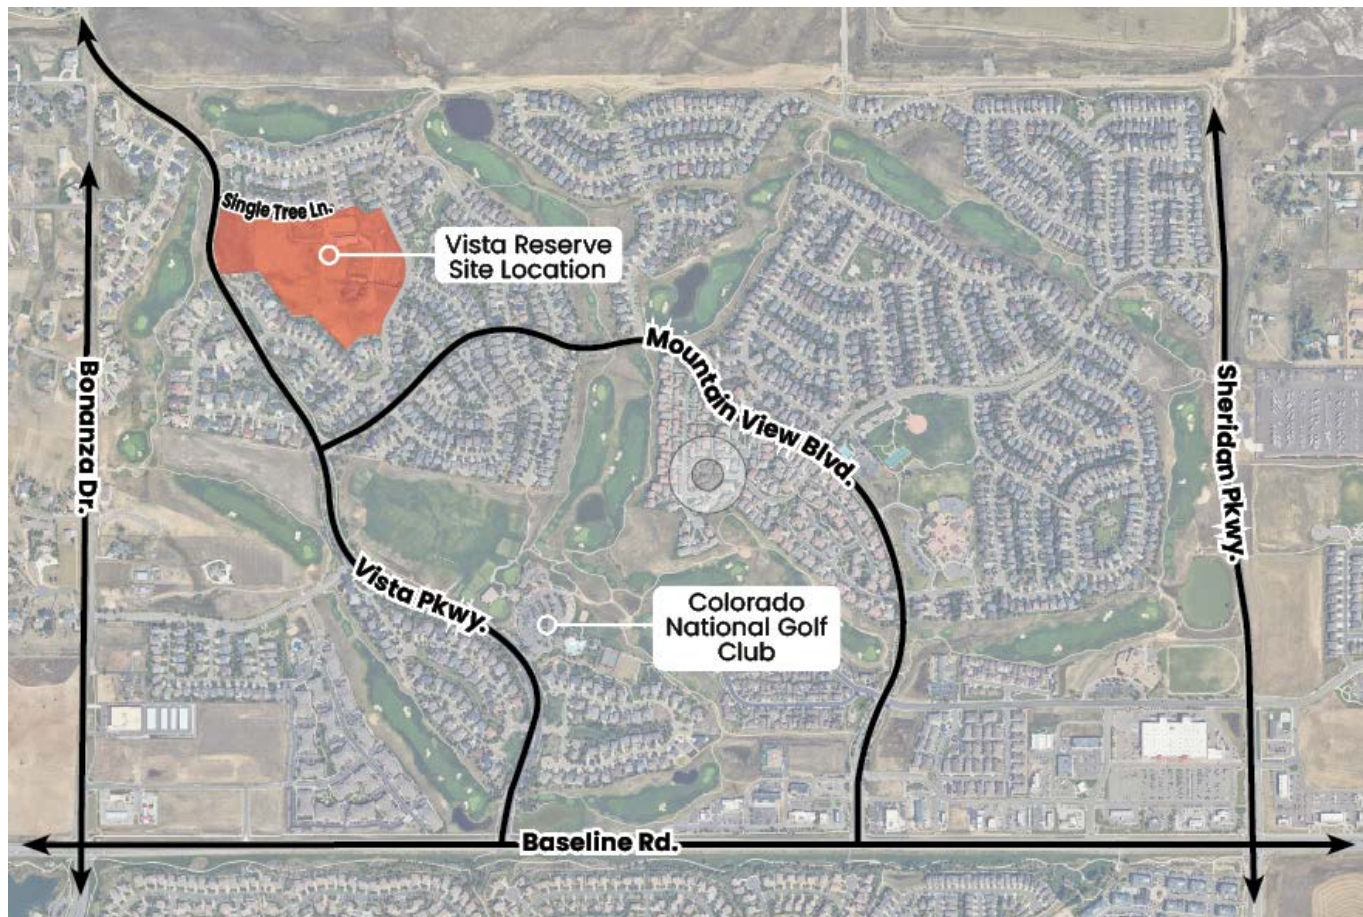 Single Tree Ln.
Vista Reserve
Site Location
Bonanza Dr.
Mountain View Blvd.
Sheridan Pkwy.
Vista Pkwy.
Colorado
National Golf
Club
Baseline Rd.